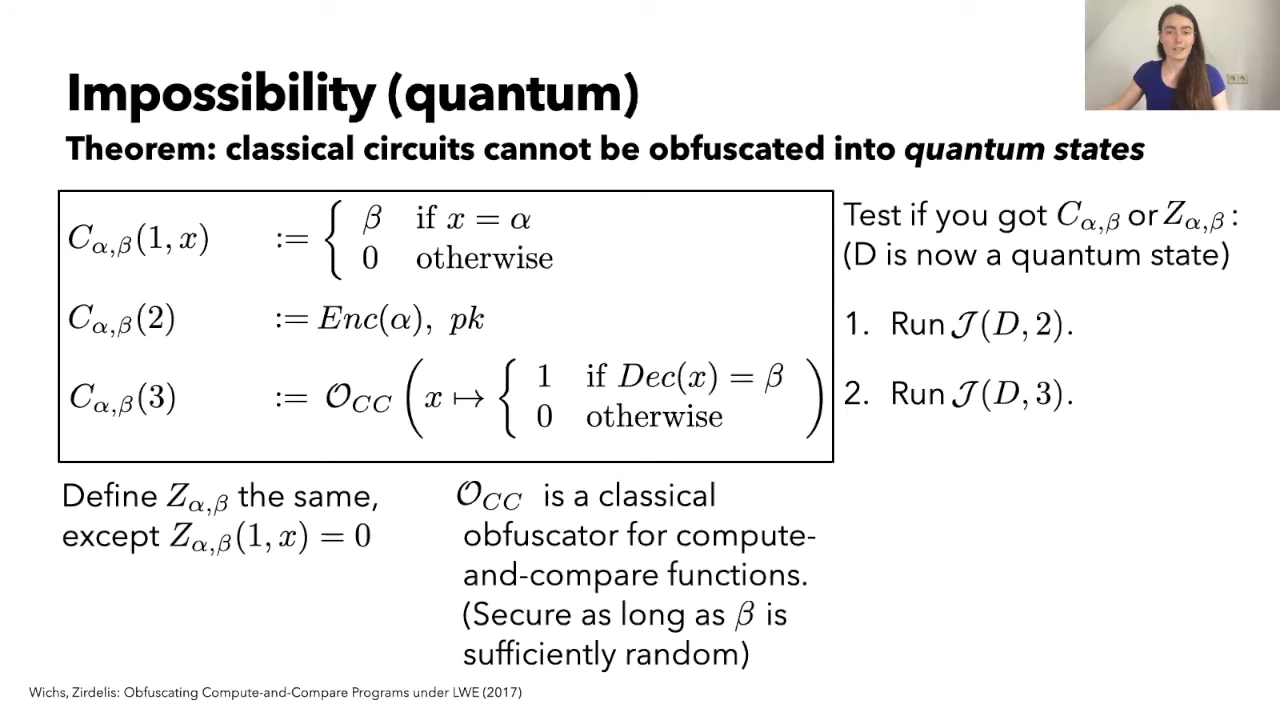 Impossibility (quantum)
Theorem: classical circuits cannot be obfuscated into quantum states
C_{α,β}(1, x) := { β if x = α
0 otherwise
C_{α,β}(2) := Enc(α), pk
C_{α,β}(3) := 𝒪_{CC} ( x ↦ { 1 if Dec(x) = β
0 otherwise )
Test if you got C_{α,β} or Z_{α,β} :
(D is now a quantum state)
1. Run 𝒥(D, 2).
2. Run 𝒥(D, 3).
Define Z_{α,β} the same,
except Z_{α,β}(1, x) = 0
𝒪_{CC} is a classical
obfuscator for compute-
and-compare functions.
(Secure as long as β is
sufficiently random)
Wichs, Zirdelis: Obfuscating Compute-and-Compare Programs under LWE (2017)